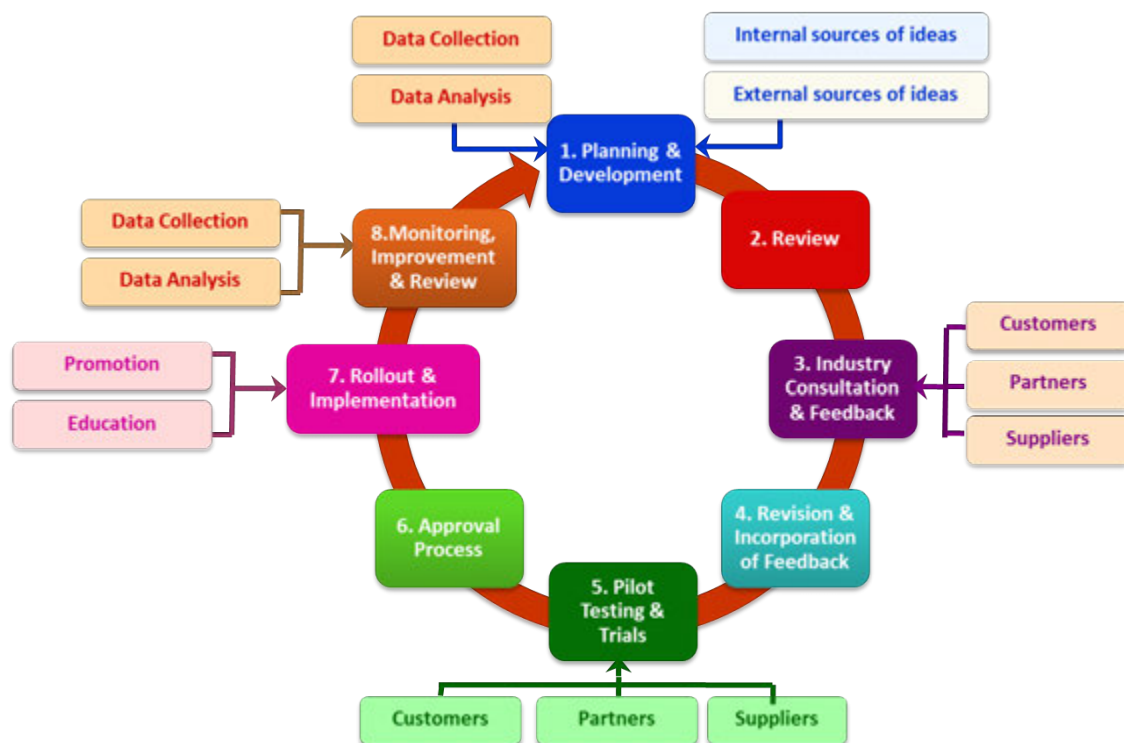 Data Collection
Data Analysis
Internal sources of ideas
External sources of ideas
1. Planning &
Development
2. Review
Customers
Partners
Suppliers
3. Industry
Consultation
& Feedback
4. Revision &
Incorporation
of Feedback
5. Pilot
Testing &
Trials
Customers
Partners
Suppliers
6. Approval
Process
7. Rollout &
Implementation
Promotion
Education
8.Monitoring,
Improvement
& Review
Data Collection
Data Analysis